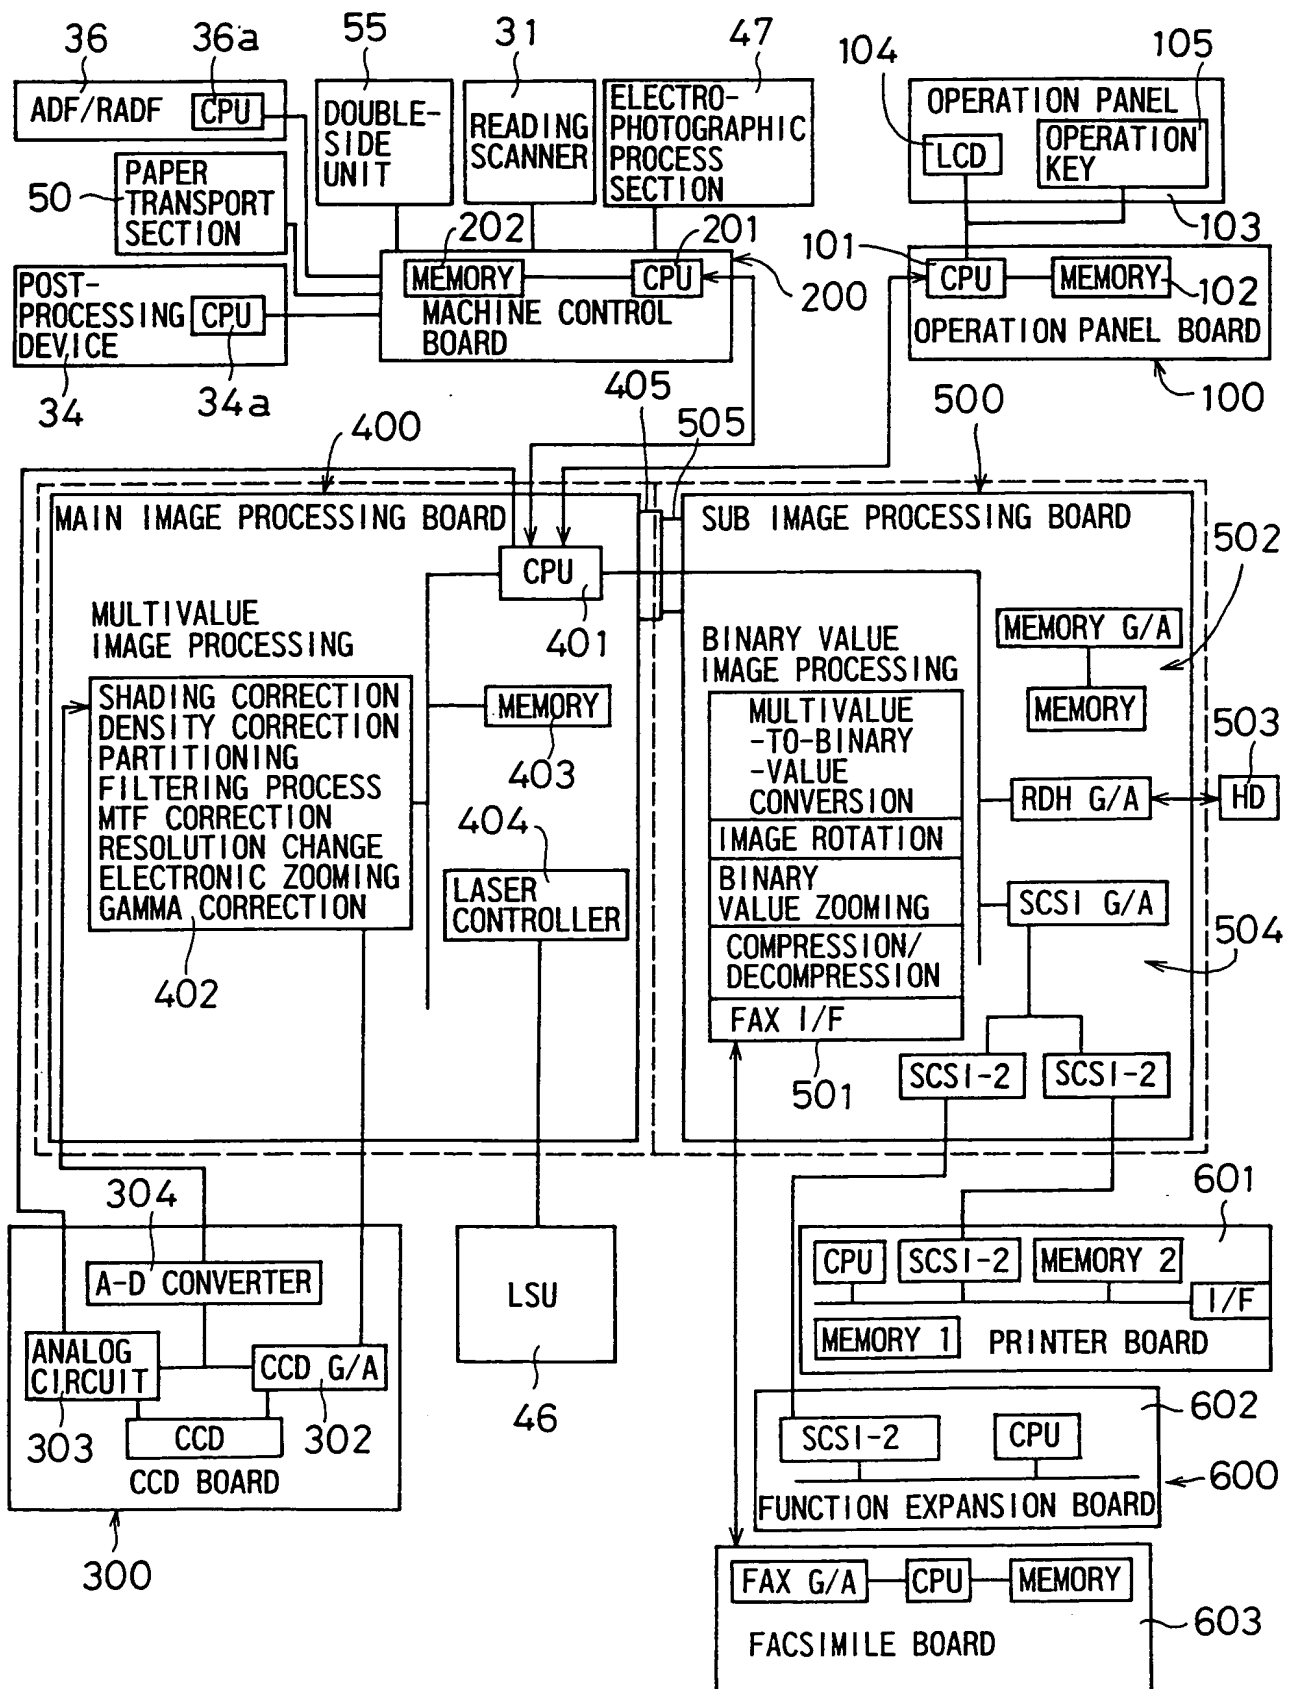 36
36a
55
31
47
104
105
ADF/RADF
CPU
DOUBLE-
SIDE
UNIT
READING
SCANNER
ELECTRO-
PHOTOGRAPHIC
PROCESS
SECTION
OPERATION PANEL
LCD
OPERATION
KEY
50
PAPER
TRANSPORT
SECTION
202
201
101
103
POST-
PROCESSING
DEVICE
CPU
MEMORY
CPU
MACHINE CONTROL
BOARD
200
CPU
MEMORY
102
OPERATION PANEL BOARD
34
34a
405
505
500
100
400
MAIN IMAGE PROCESSING BOARD
CPU
401
MULTIVALUE
IMAGE PROCESSING
SHADING CORRECTION
DENSITY CORRECTION
PARTITIONING
FILTERING PROCESS
MTF CORRECTION
RESOLUTION CHANGE
ELECTRONIC ZOOMING
GAMMA CORRECTION
402
MEMORY
403
404
LASER
CONTROLLER
SUB IMAGE PROCESSING BOARD
502
BINARY VALUE
IMAGE PROCESSING
MULTIVALUE
-TO-BINARY
-VALUE
CONVERSION
IMAGE ROTATION
BINARY
VALUE ZOOMING
COMPRESSION/
DECOMPRESSION
FAX I/F
501
MEMORY G/A
MEMORY
503
RDH G/A
HD
SCSI G/A
504
SCSI-2
SCSI-2
304
A-D CONVERTER
ANALOG
CIRCUIT
CCD G/A
303
CCD
302
CCD BOARD
300
LSU
46
601
CPU
SCSI-2
MEMORY 2
I/F
MEMORY 1
PRINTER BOARD
602
SCSI-2
CPU
600
FUNCTION EXPANSION BOARD
FAX G/A
CPU
MEMORY
603
FACSIMILE BOARD